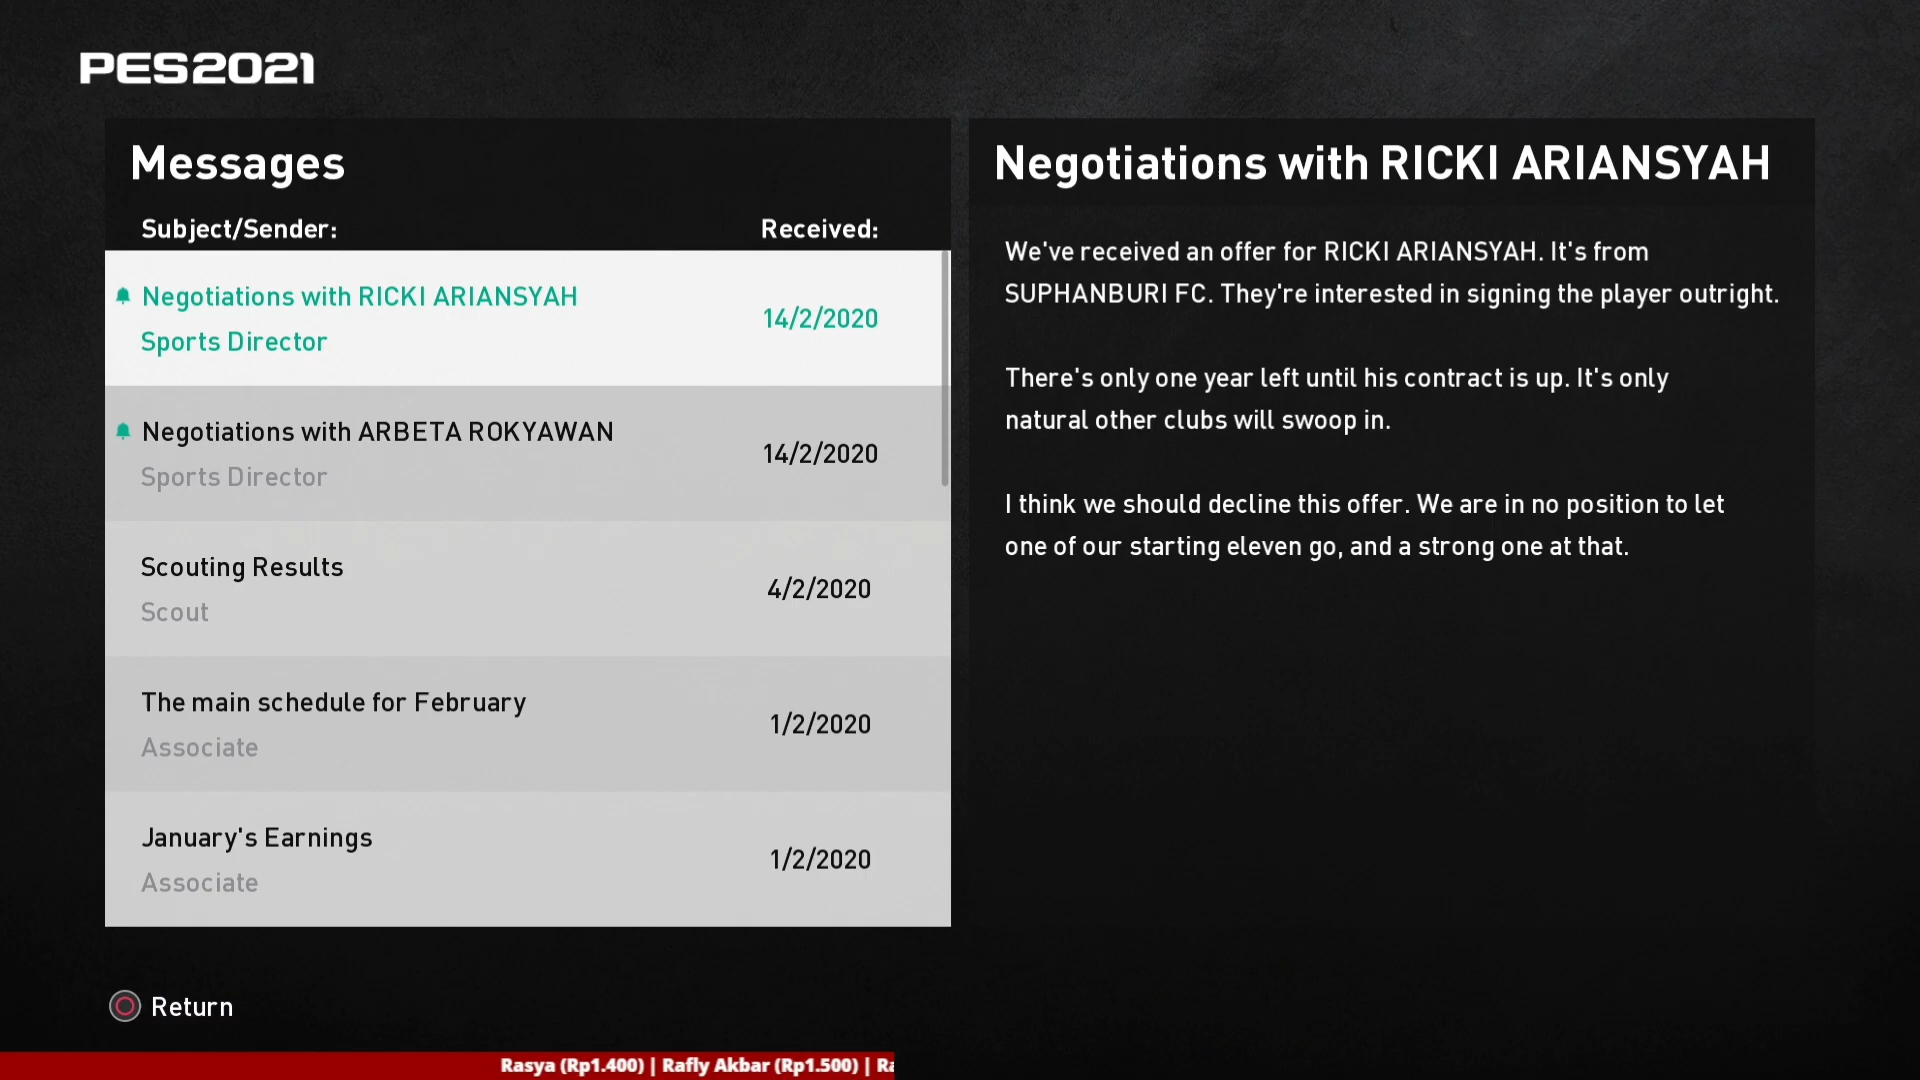 PES2021
Messages
Subject/Sender: Received:
Negotiations with RICKI ARIANSYAH
Sports Director
14/2/2020
Negotiations with ARBETA ROKYAWAN
Sports Director
14/2/2020
Scouting Results
Scout
4/2/2020
The main schedule for February
Associate
1/2/2020
January's Earnings
Associate
1/2/2020
Negotiations with RICKI ARIANSYAH
We've received an offer for RICKI ARIANSYAH. It's from
SUPHANBURI FC. They're interested in signing the player outright.
There's only one year left until his contract is up. It's only
natural other clubs will swoop in.
I think we should decline this offer. We are in no position to let
one of our starting eleven go, and a strong one at that.
Return
Rasya (Rp1.400) | Rafly Akbar (Rp1.500) |